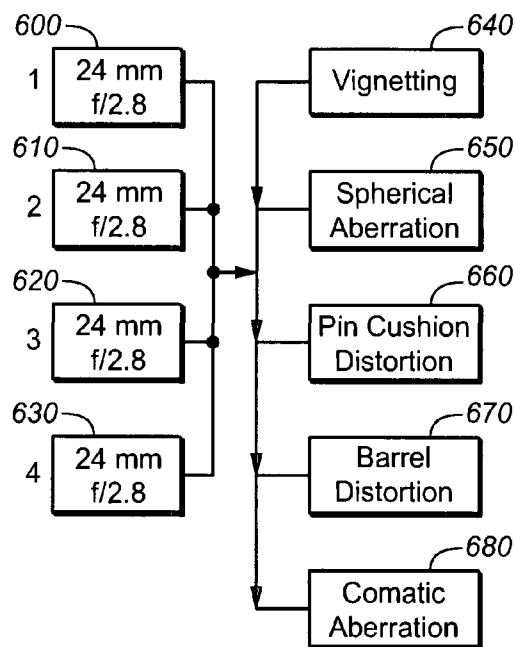 600
1
24 mm
f/2.8
610
2
24 mm
f/2.8
620
3
24 mm
f/2.8
630
4
24 mm
f/2.8
640
Vignetting
650
Spherical
Aberration
660
Pin Cushion
Distortion
670
Barrel
Distortion
680
Comatic
Aberration